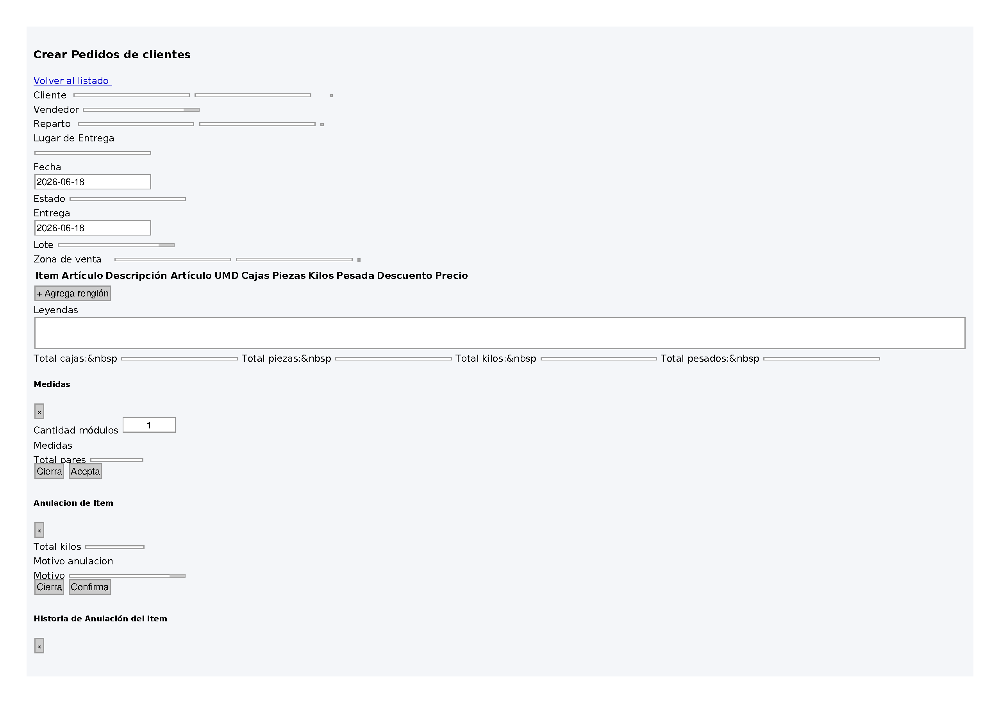 Crear Pedidos de clientes
Volver al listado
Cliente
Vendedor
Reparto
Lugar de Entrega
Fecha
2026-06-18
Estado
Entrega
2026-06-18
Lote
Zona de venta
Item Artículo Descripción Artículo UMD Cajas Piezas Kilos Pesada Descuento Precio
+ Agrega renglón
Leyendas
Total cajas:&nbsp Total piezas:&nbsp Total kilos:&nbsp Total pesados:&nbsp
Medidas
×
Cantidad módulos 1
Medidas
Total pares
Cierra Acepta
Anulacion de Item
×
Total kilos
Motivo anulacion
Motivo
Cierra Confirma
Historia de Anulación del Item
×